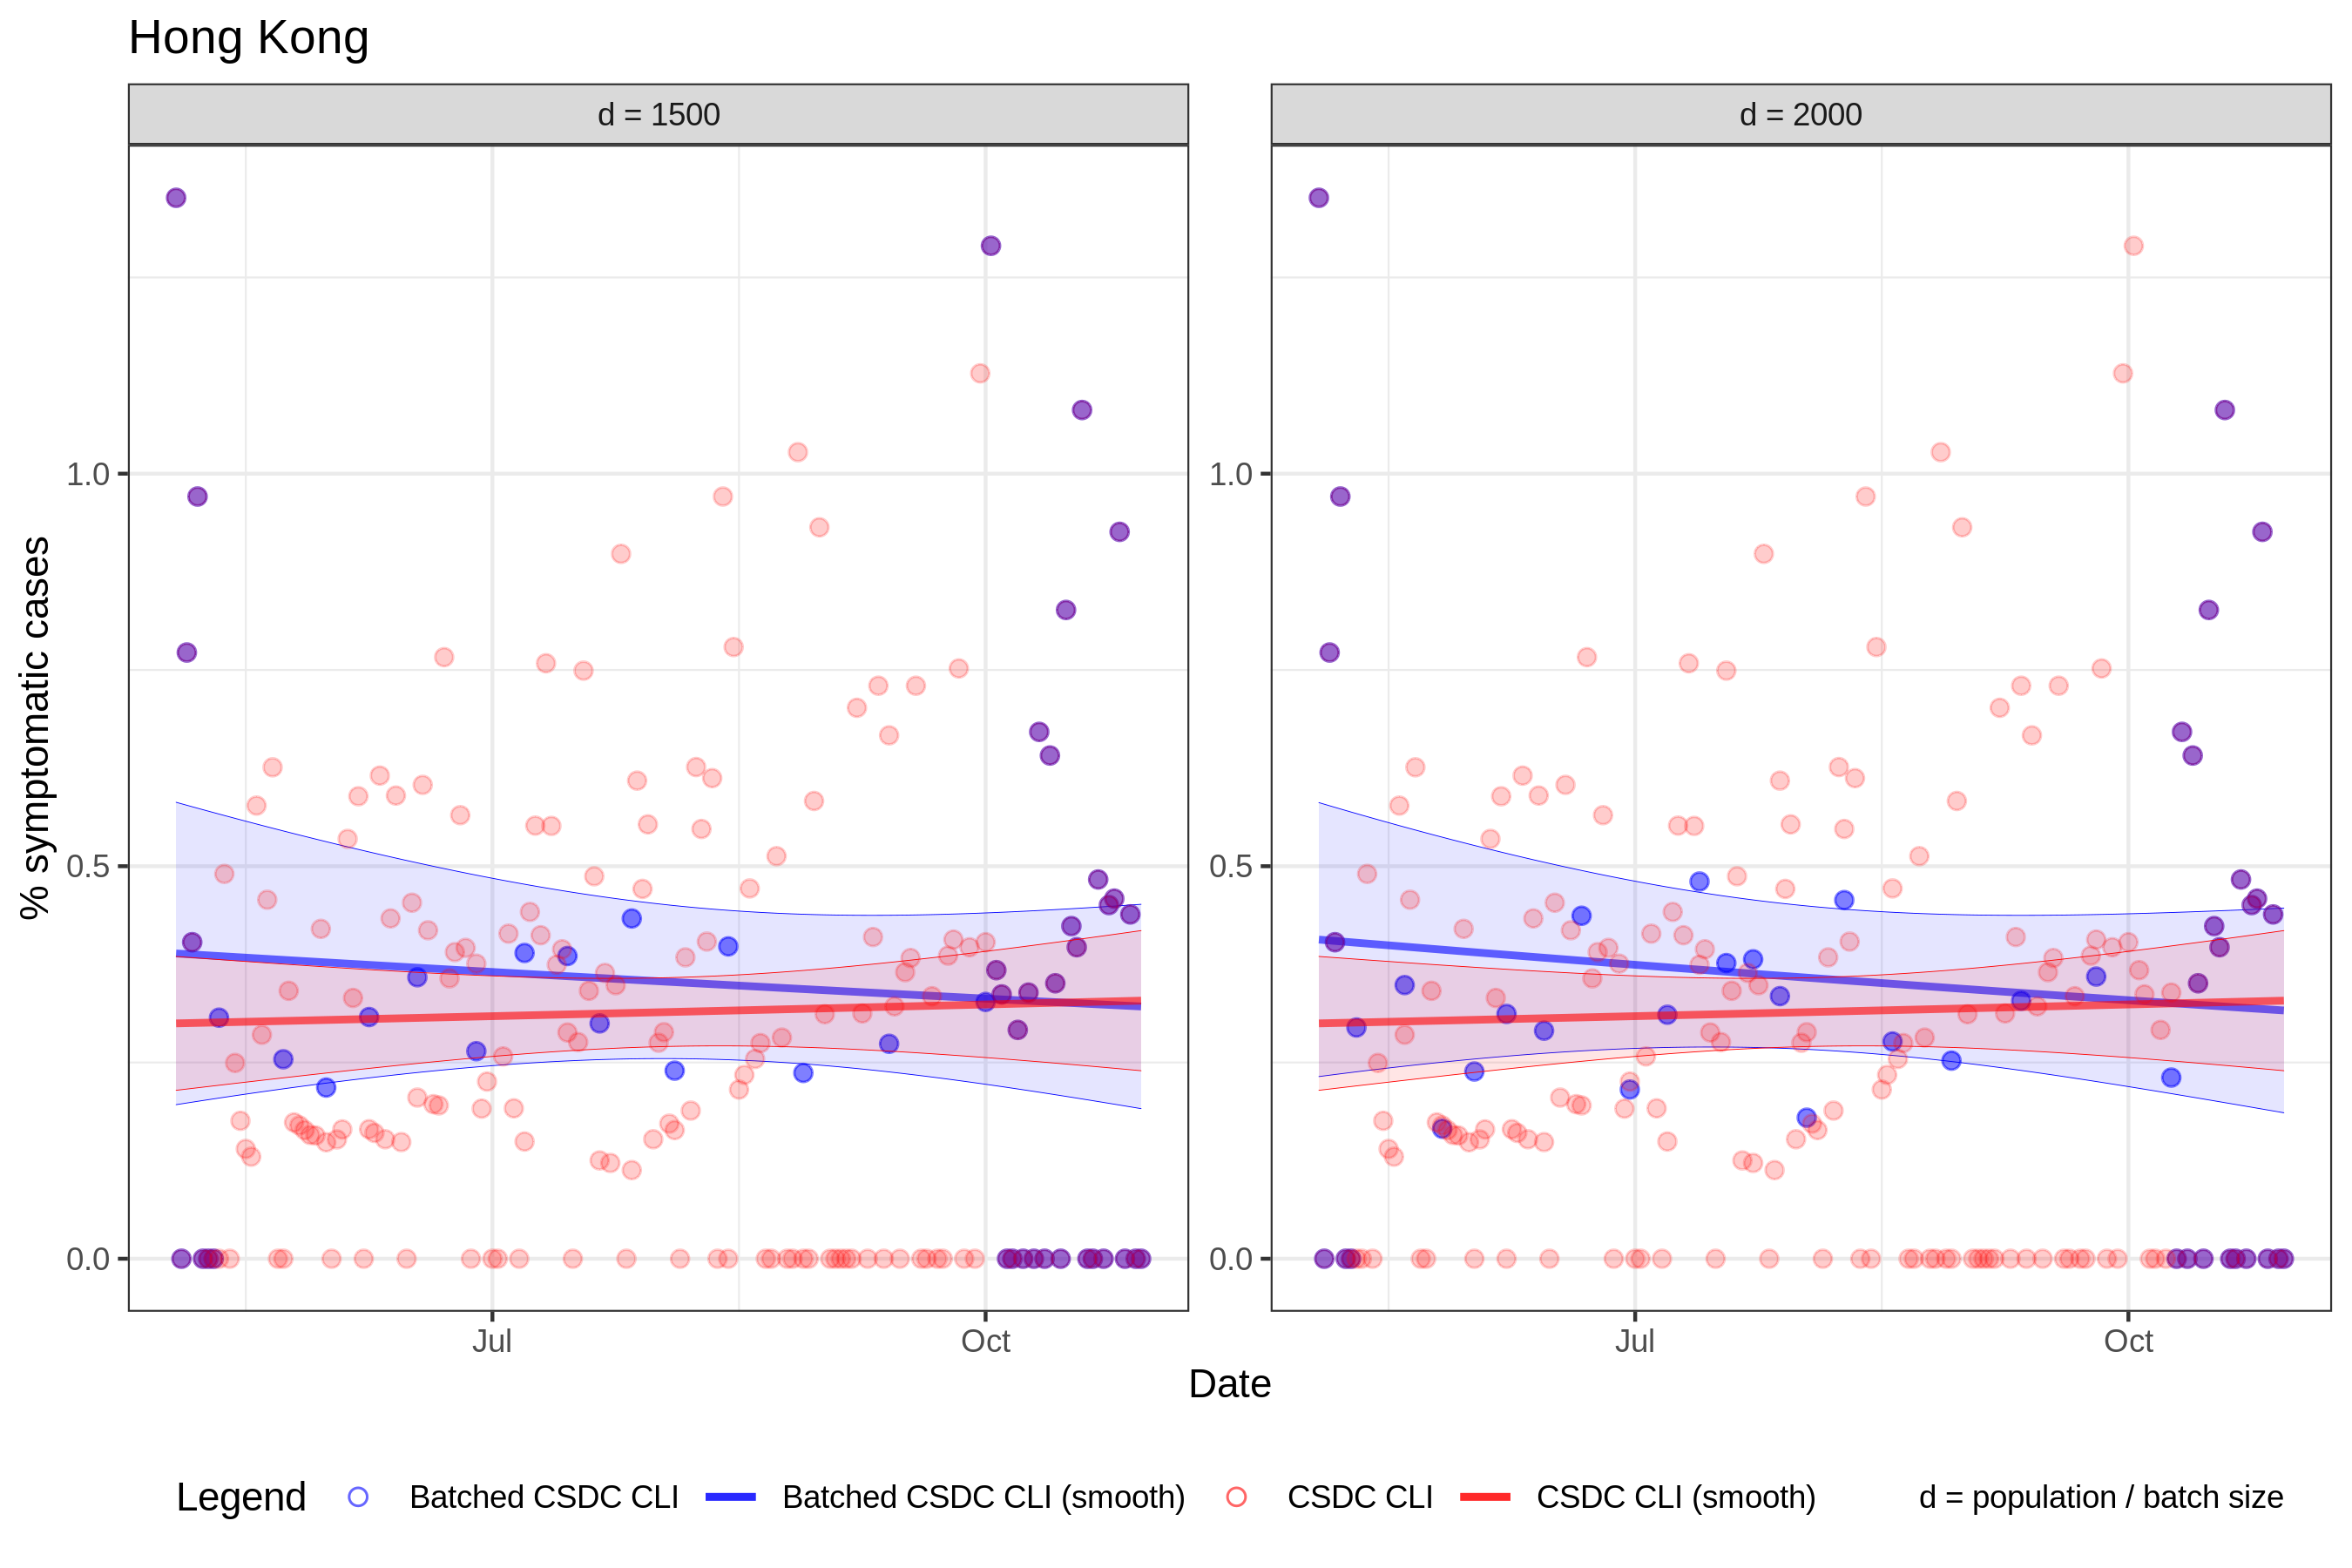 Hong Kong
d = 1500
d = 2000
% symptomatic cases
1.0
0.5
0.0
1.0
0.5
0.0
Jul
Oct
Jul
Oct
Date
Legend
Batched CSDC CLI
Batched CSDC CLI (smooth)
CSDC CLI
CSDC CLI (smooth)
d = population / batch size